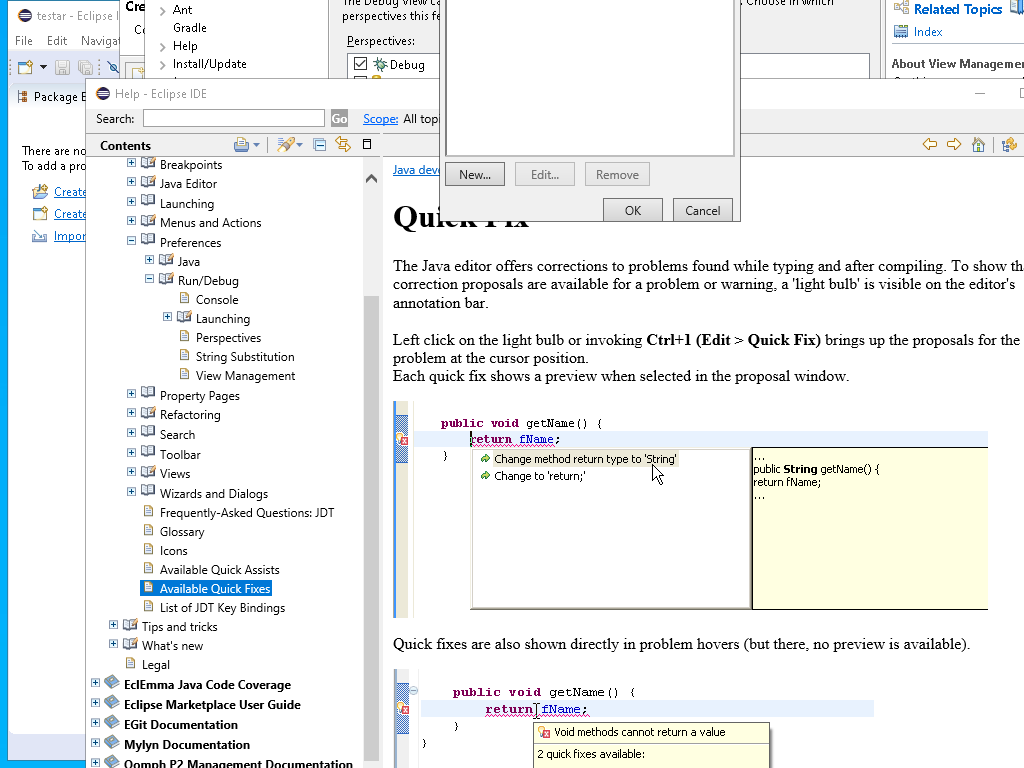 testar - Eclipse I
File Edit Navigat
Package E
There are no
To add a pro
Create
Create
Impor
Cre
Ant
Gradle
Help
Install/Update
perspectives this fe
Perspectives:
Debug
Choose in which
Related Topics
Index
About View Managemen
Help - Eclipse IDE
Search:
Go
Scope: All top
Contents
Breakpoints
Java Editor
Launching
Menus and Actions
Preferences
Java
Run/Debug
Console
Launching
Perspectives
String Substitution
View Management
Property Pages
Refactoring
Search
Toolbar
Views
Wizards and Dialogs
Frequently-Asked Questions: JDT
Glossary
Icons
Available Quick Assists
Available Quick Fixes
List of JDT Key Bindings
Tips and tricks
What's new
Legal
EclEmma Java Code Coverage
Eclipse Marketplace User Guide
EGit Documentation
Mylyn Documentation
Oomph P2 Management Documentation
New...
Edit...
Remove
OK
Cancel
Java deve
Quick Fix
The Java editor offers corrections to problems found while typing and after compiling. To show tha
correction proposals are available for a problem or warning, a 'light bulb' is visible on the editor's
annotation bar.
Left click on the light bulb or invoking Ctrl+1 (Edit > Quick Fix) brings up the proposals for the
problem at the cursor position.
Each quick fix shows a preview when selected in the proposal window.
public void getName() {
return fName;
}
Change method return type to 'String'
Change to 'return;'
...
public String getName() {
return fName;
...
Quick fixes are also shown directly in problem hovers (but there, no preview is available).
public void getName() {
return fName;
}
}
Void methods cannot return a value
2 quick fixes available: